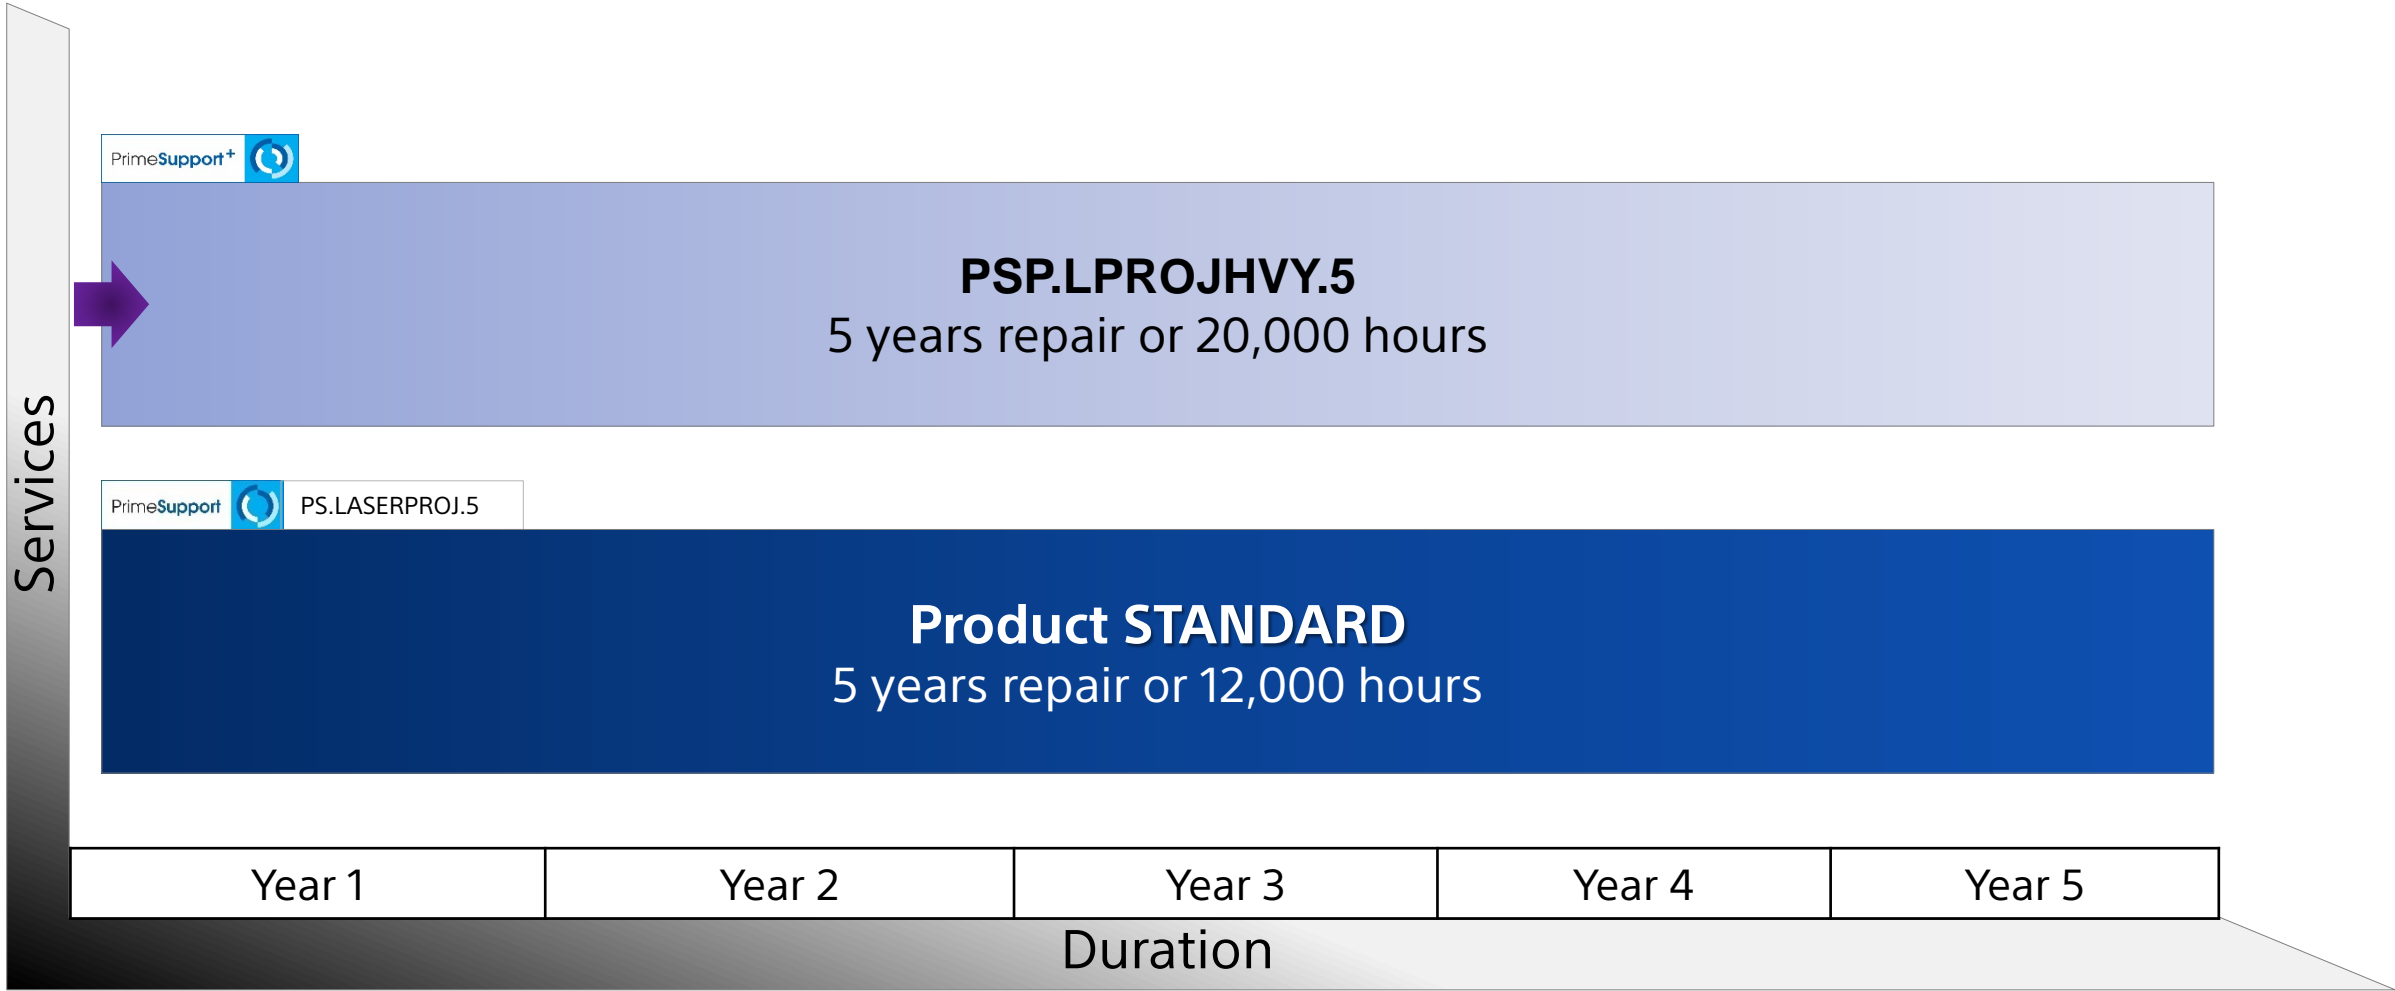 PrimeSupport+
PSP.LPROJHVY.5
5 years repair or 20,000 hours
Services
PrimeSupport
PS.LASERPROJ.5
Product STANDARD
5 years repair or 12,000 hours
Year 1
Year 2
Year 3
Year 4
Year 5
Duration